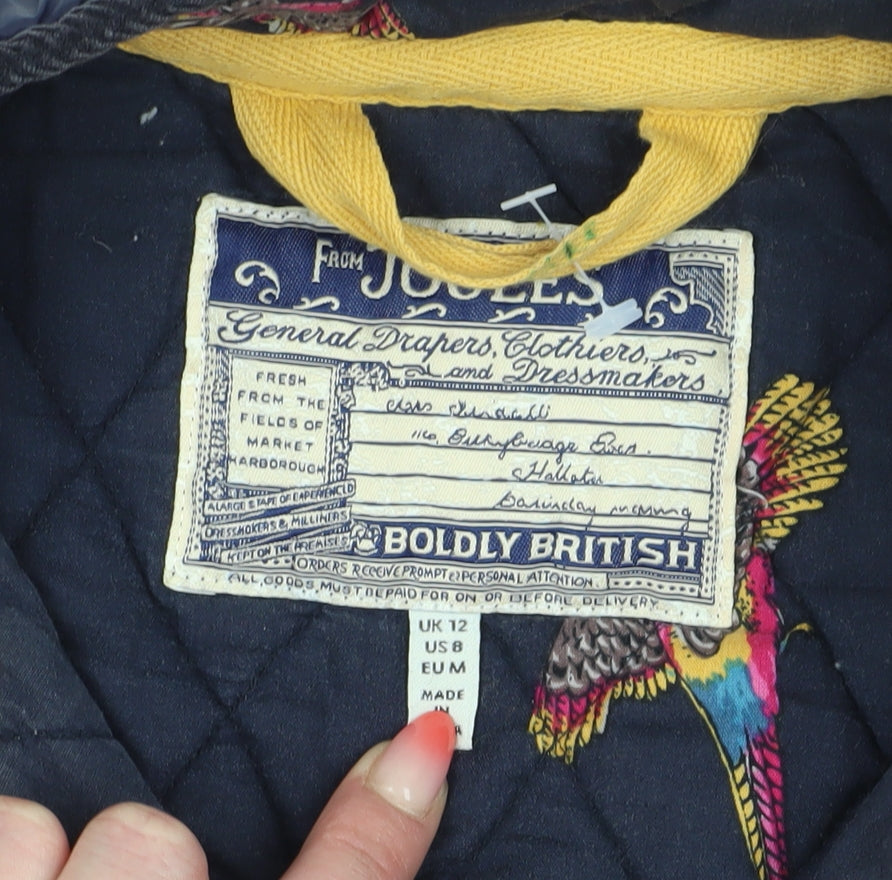 FROM JOULES
General Drapers, Clothiers,
and Dressmakers.
FRESH
FROM THE
FIELDS OF
MARKET
HARBOROUGH
A LARGE STAFF OF EXPERIENCED
DRESSMAKERS & MILLINERS
KEPT ON THE PREMISES
BOLDLY BRITISH
ORDERS RECEIVE PROMPT & PERSONAL ATTENTION.
ALL GOODS MUST BE PAID FOR ON OR BEFORE DELIVERY.
UK 12
US 8
EU M
MADE
IN